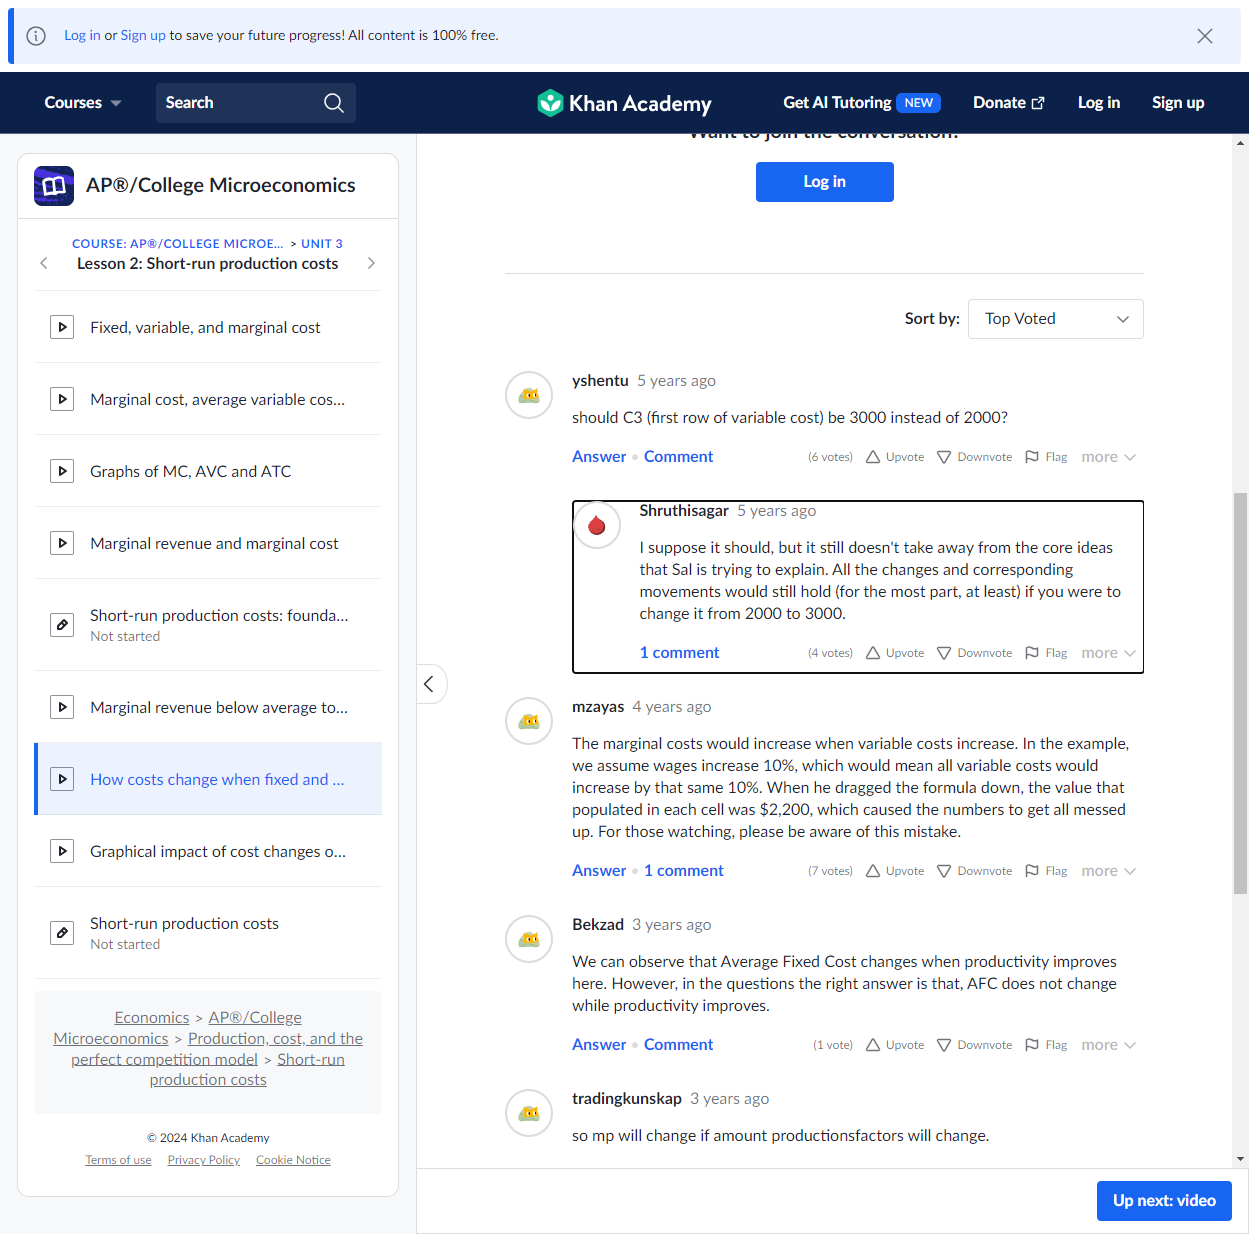 Log in or Sign up to save your future progress! All content is 100% free.
Courses
Search
Khan Academy
Get AI Tutoring NEW
Donate
Log in
Sign up
AP®/College Microeconomics
COURSE: AP®/COLLEGE MICROE... > UNIT 3
Lesson 2: Short-run production costs
Fixed, variable, and marginal cost
Marginal cost, average variable cos...
Graphs of MC, AVC and ATC
Marginal revenue and marginal cost
Short-run production costs: founda...
Not started
Marginal revenue below average to...
How costs change when fixed and ...
Graphical impact of cost changes o...
Short-run production costs
Not started
Economics > AP®/College
Microeconomics > Production, cost, and the
perfect competition model > Short-run
production costs
© 2024 Khan Academy
Terms of use Privacy Policy Cookie Notice
Want to join the conversation?
Log in
Sort by: Top Voted
yshentu 5 years ago
should C3 (first row of variable cost) be 3000 instead of 2000?
Answer • Comment (6 votes) Upvote Downvote Flag more
Shruthisagar 5 years ago
I suppose it should, but it still doesn't take away from the core ideas
that Sal is trying to explain. All the changes and corresponding
movements would still hold (for the most part, at least) if you were to
change it from 2000 to 3000.
1 comment (4 votes) Upvote Downvote Flag more
mzayas 4 years ago
The marginal costs would increase when variable costs increase. In the example,
we assume wages increase 10%, which would mean all variable costs would
increase by that same 10%. When he dragged the formula down, the value that
populated in each cell was $2,200, which caused the numbers to get all messed
up. For those watching, please be aware of this mistake.
Answer • 1 comment (7 votes) Upvote Downvote Flag more
Bekzad 3 years ago
We can observe that Average Fixed Cost changes when productivity improves
here. However, in the questions the right answer is that, AFC does not change
while productivity improves.
Answer • Comment (1 vote) Upvote Downvote Flag more
tradingkunskap 3 years ago
so mp will change if amount productionsfactors will change.
Up next: video